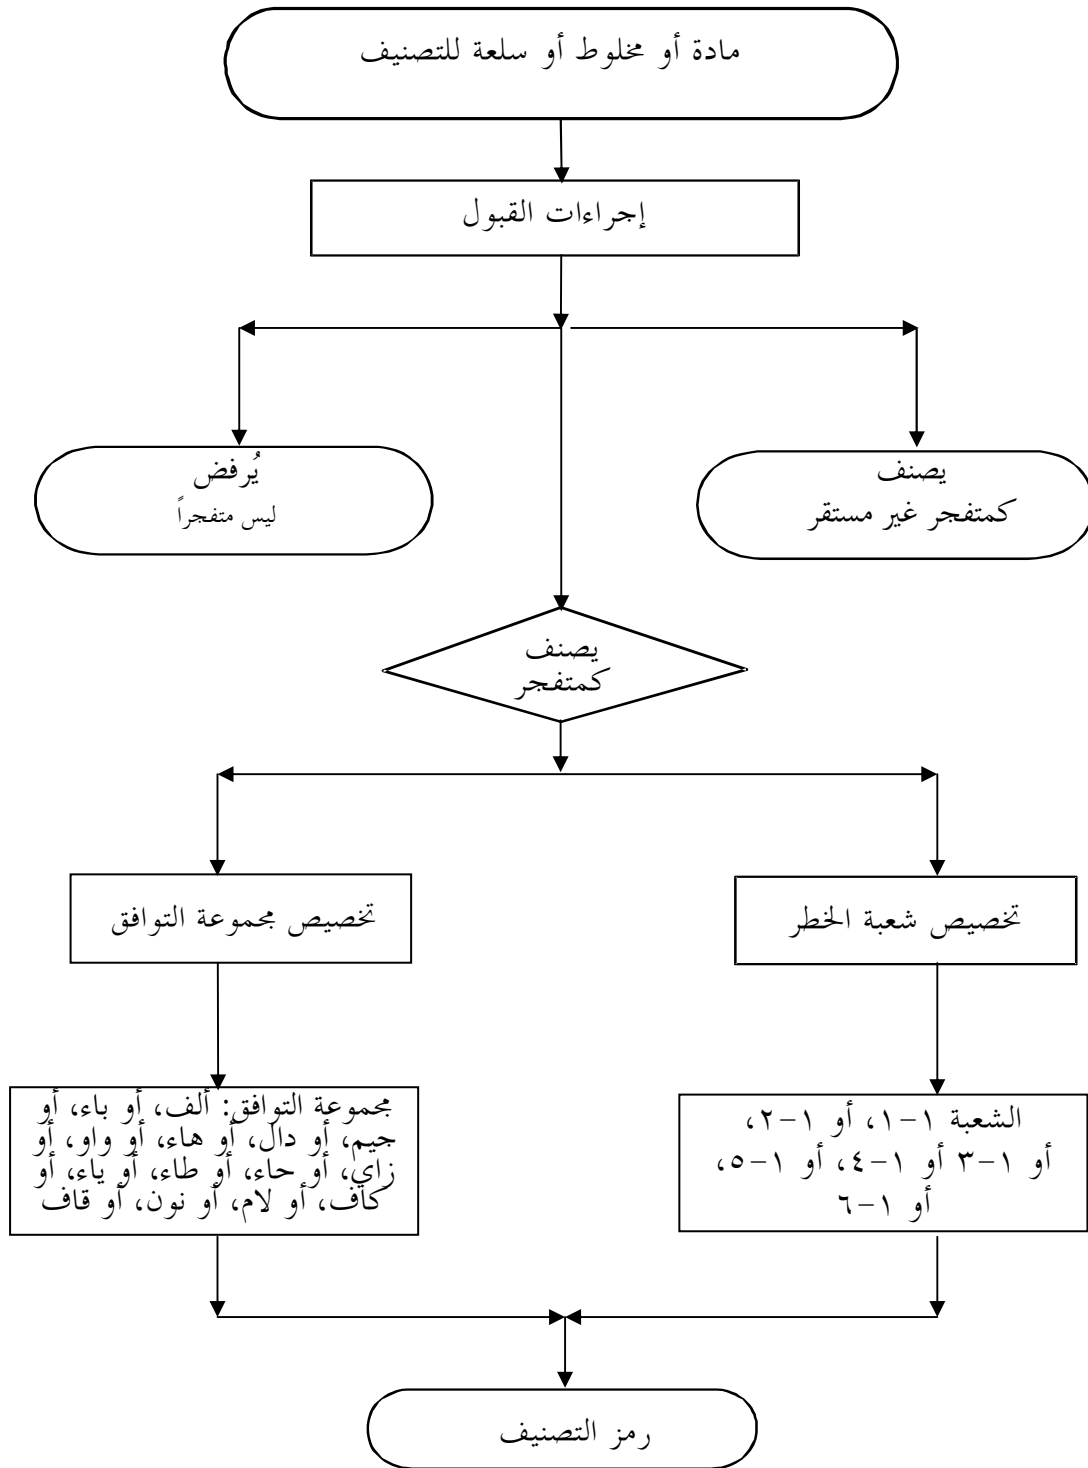 مادة أو مخلوط أو سلعة للتصنيف
إجراءات القبول
يصنف
كمتفجر غير مستقر
يُرفض
ليس متفجراً
يصنف
كمتفجر
تخصيص شعبة الخطر
تخصيص مجموعة التوافق
الشعبة ١-١، أو ١-٢،
أو ١-٣ أو ١-٤، أو ١-٥،
أو ١-٦
مجموعة التوافق: ألف، أو باء، أو
جيم، أو دال، أو هاء، أو واو، أو
زاي، أو حاء، أو طاء، أو ياء، أو
كاف، أو لام، أو نون، أو قاف
رمز التصنيف